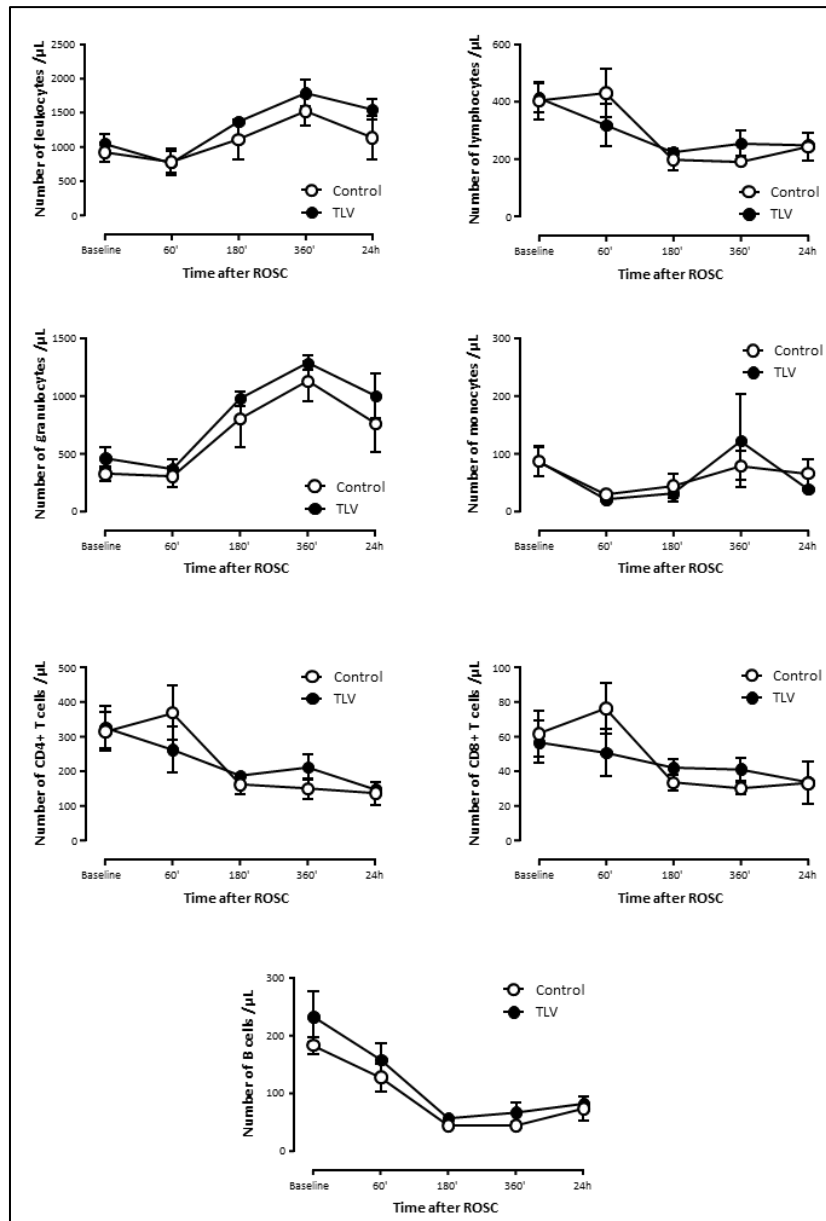 Number of leukocytes /µL
2500
2000
1500
1000
500
0
Control
TLV
Baseline 60' 180' 360' 24h
Time after ROSC
Number of lymphocytes /µL
600
400
200
0
Control
TLV
Baseline 60' 180' 360' 24h
Time after ROSC
Number of granulocytes /µL
1500
1000
500
0
Control
TLV
Baseline 60' 180' 360' 24h
Time after ROSC
Number of monocytes /µL
300
200
100
0
Control
TLV
Baseline 60' 180' 360' 24h
Time after ROSC
Number of CD4+ T cells /µL
500
400
300
200
100
0
Control
TLV
Baseline 60' 180' 360' 24h
Time after ROSC
Number of CD8+ T cells /µL
100
80
60
40
20
0
Control
TLV
Baseline 60' 180' 360' 24h
Time after ROSC
Number of B cells /µL
300
200
100
0
Control
TLV
Baseline 60' 180' 360' 24h
Time after ROSC